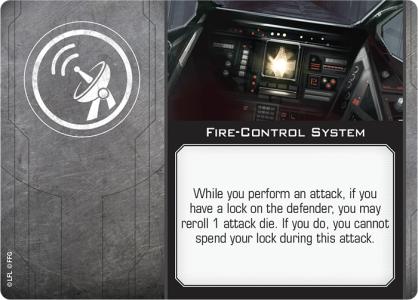 FIRE-CONTROL SYSTEM
While you perform an attack, if you
have a lock on the defender, you may
reroll 1 attack die. If you do, you cannot
spend your lock during this attack.
© LFL © FFG